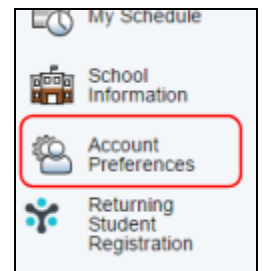 My Schedule
School
Information
Account
Preferences
Returning
Student
Registration